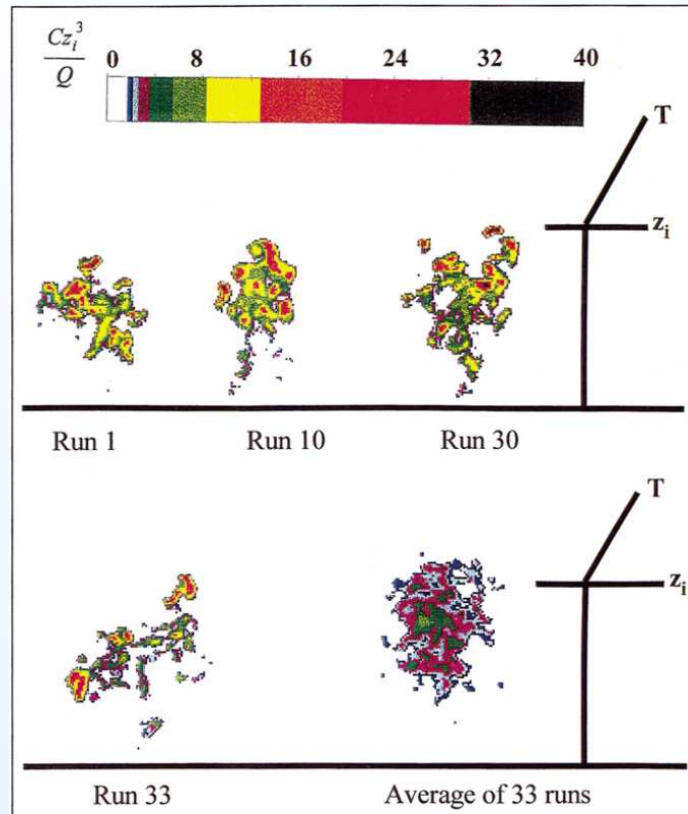 Cz_i^3
Q
0 8 16 24 32 40
T
z_i
Run 1 Run 10 Run 30
T
z_i
Run 33 Average of 33 runs